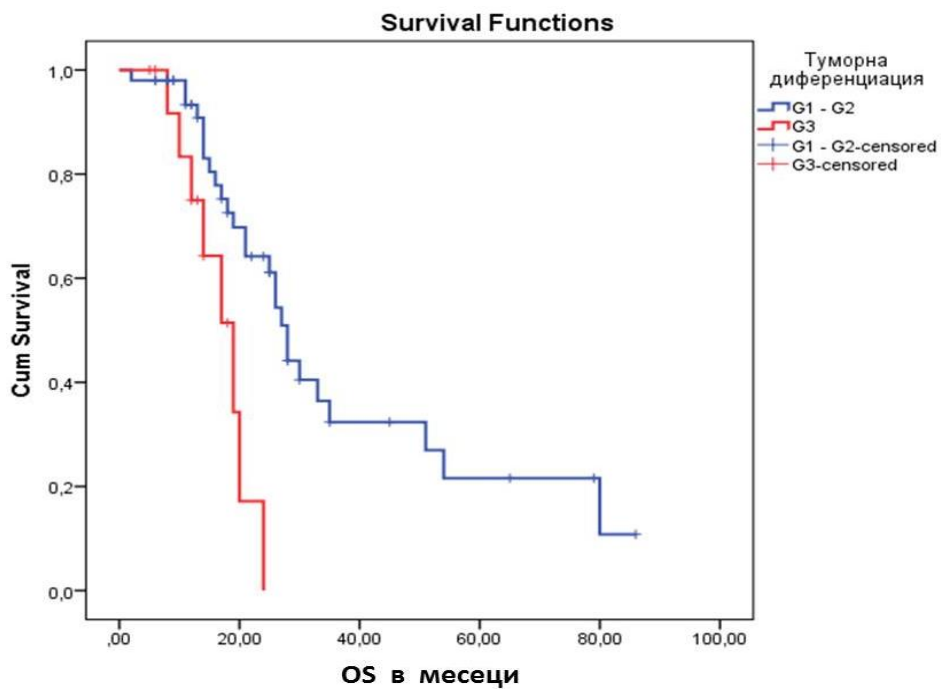 Survival Functions
Туморна
диференциация
G1 - G2
G3
G1 - G2-censored
G3-censored
Cum Survival
1,0
0,8
0,6
0,4
0,2
0,0
,00 20,00 40,00 60,00 80,00 100,00
OS в месеци